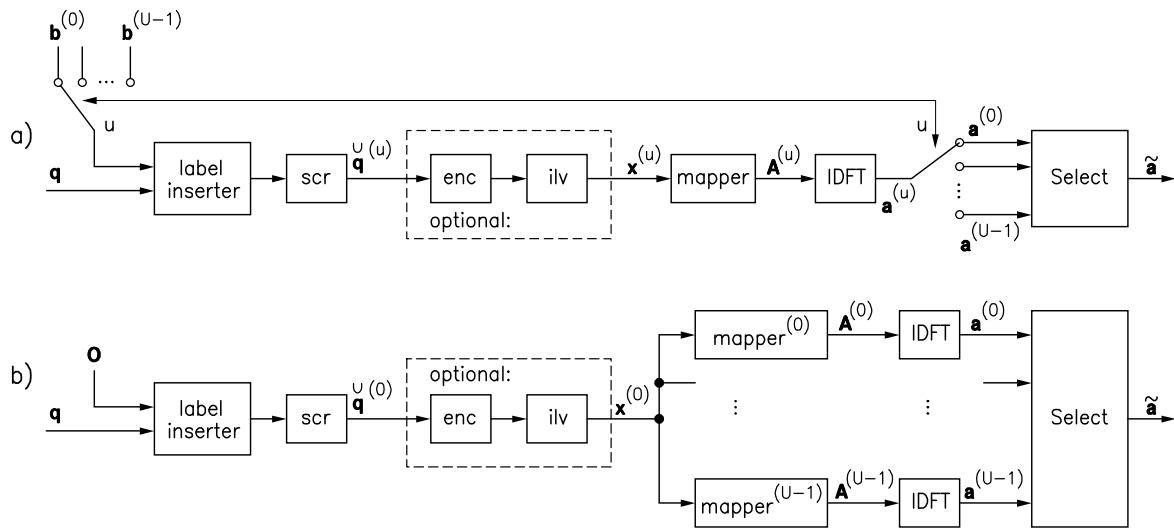 b^(0) b^(U−1)
u
u
a^(0)
a)
q
label inserter
scr
q̆^(u)
enc
ilv
optional:
x^(u)
mapper
A^(u)
IDFT
a^(u)
a^(U−1)
Select
ã
b)
0
q
label inserter
scr
q̆^(0)
optional:
enc
ilv
x^(0)
mapper^(0)
A^(0)
IDFT
a^(0)
mapper^(U−1)
A^(U−1)
IDFT
a^(U−1)
Select
ã